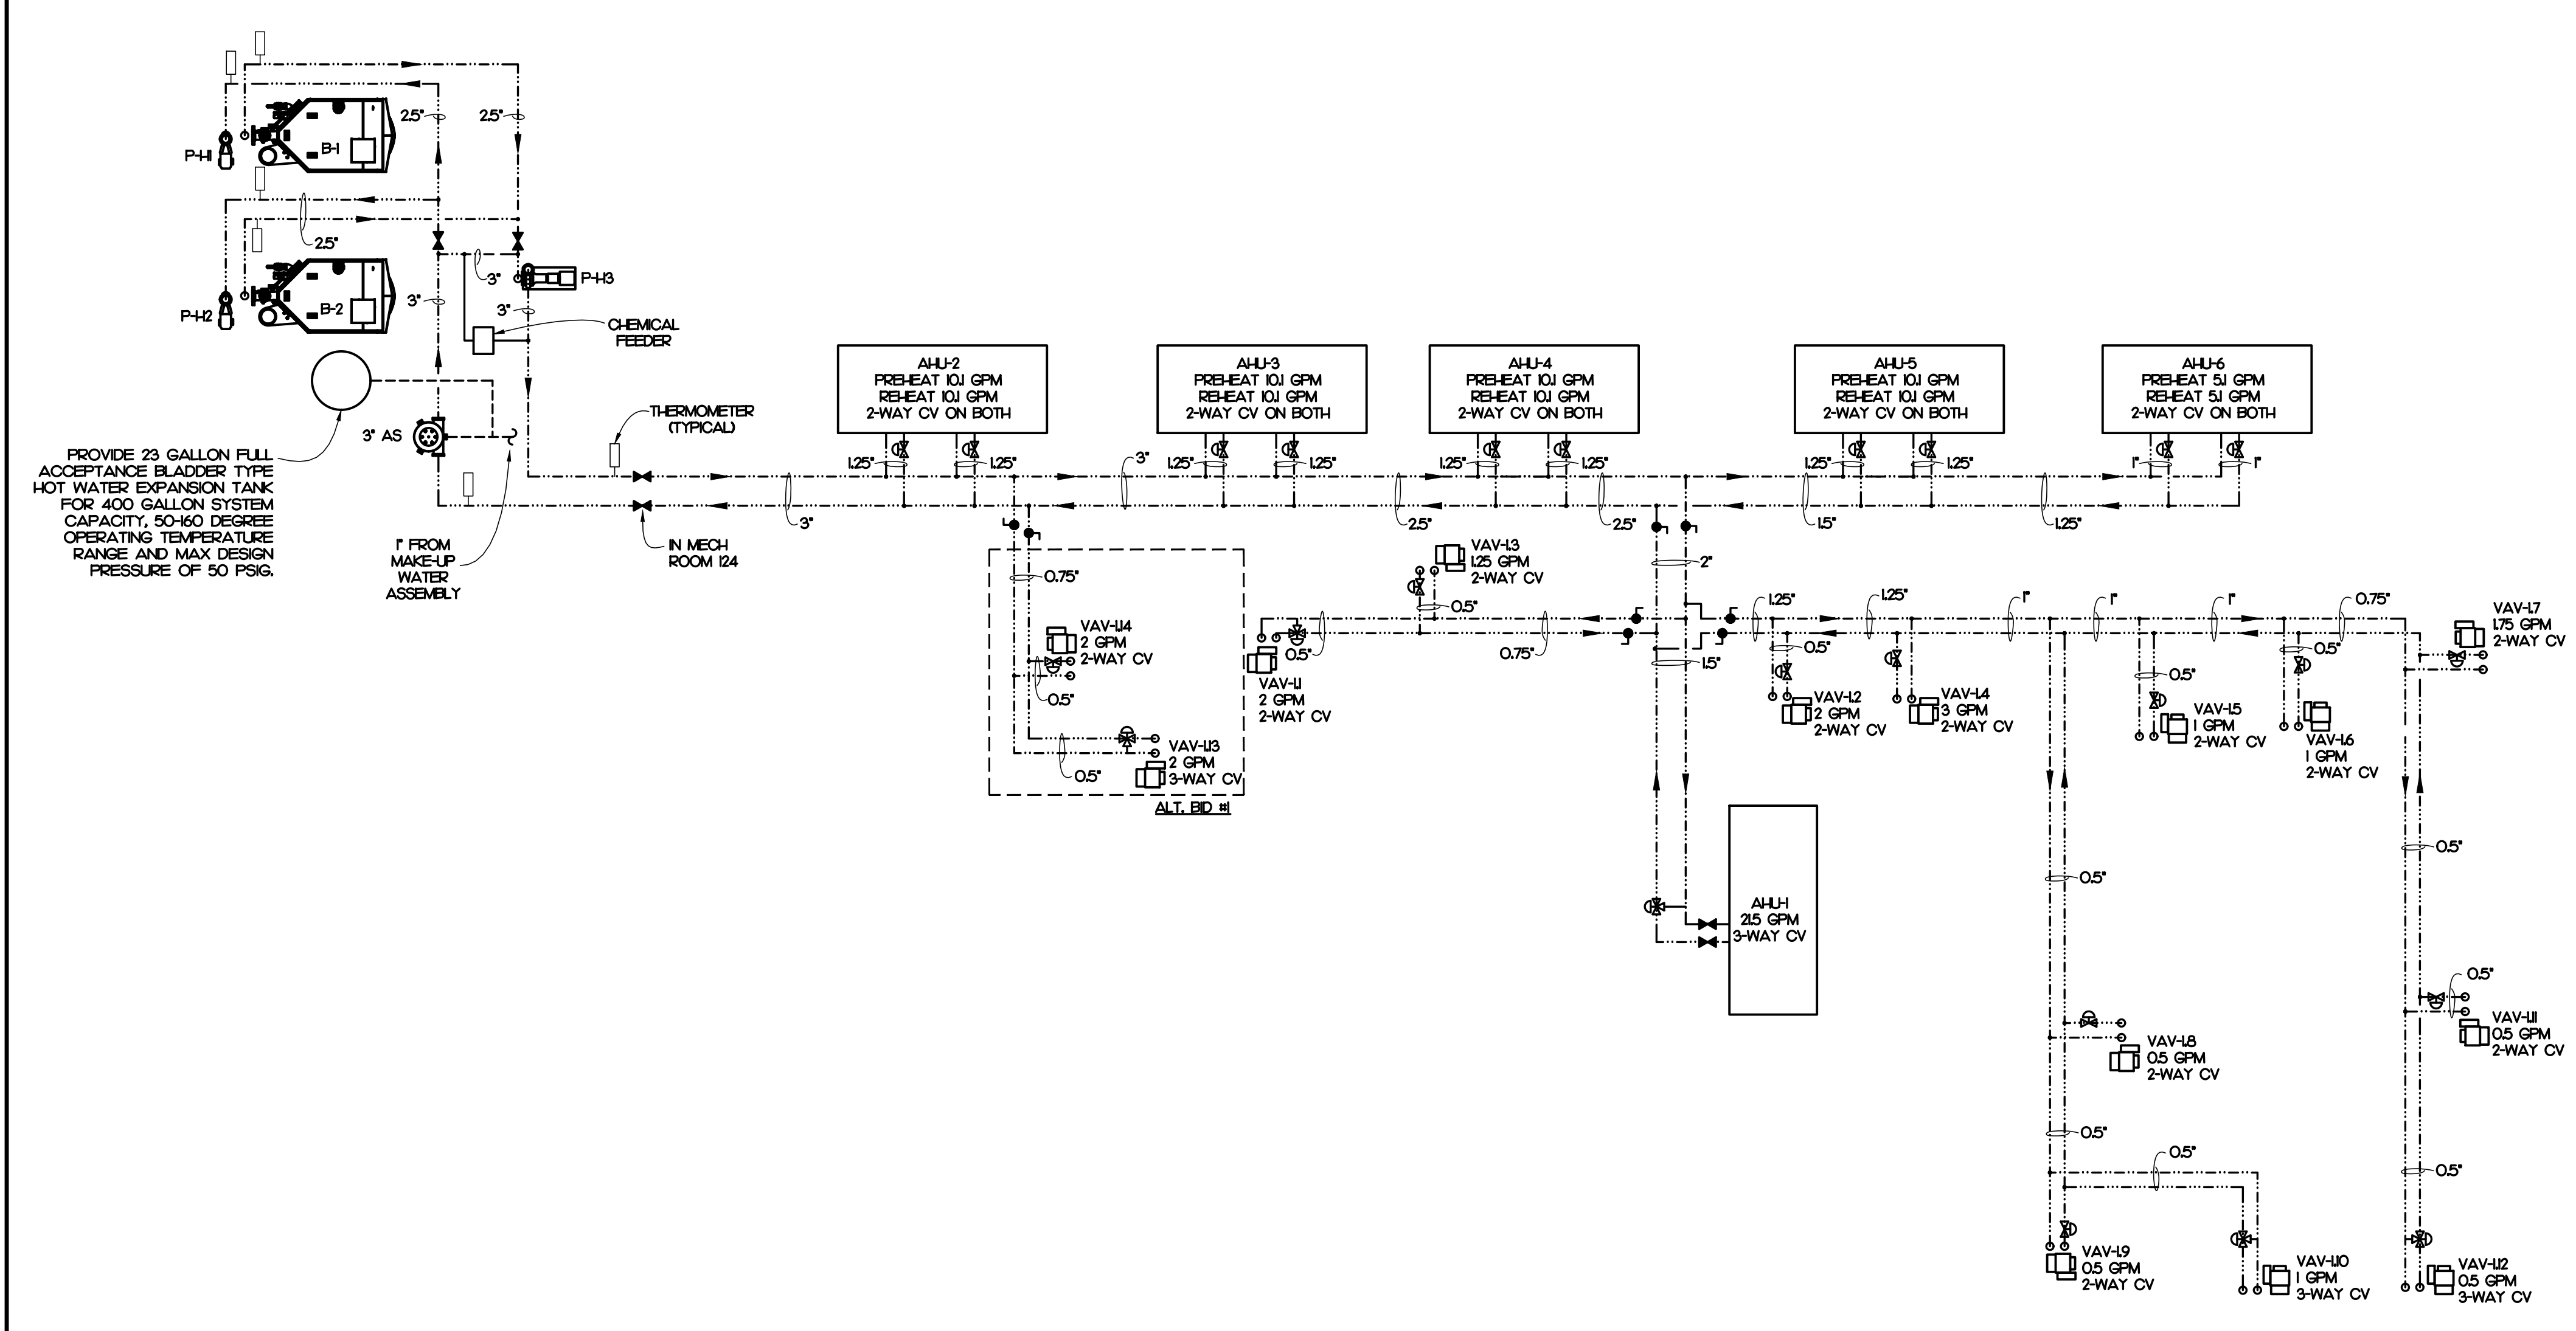 2.5"
2.5"
P-H1
B-1
2.5"
3"
P-H3
3"
3"
P-H2
B-2
CHEMICAL
FEEDER
3" AS
PROVIDE 23 GALLON FULL
ACCEPTANCE BLADDER TYPE
HOT WATER EXPANSION TANK
FOR 400 GALLON SYSTEM
CAPACITY, 50-160 DEGREE
OPERATING TEMPERATURE
RANGE AND MAX DESIGN
PRESSURE OF 50 PSIG.
1" FROM
MAKE-UP
WATER
ASSEMBLY
THERMOMETER
(TYPICAL)
IN MECH
ROOM 124
AHU-2
PREHEAT 10.1 GPM
REHEAT 10.1 GPM
2-WAY CV ON BOTH
AHU-3
PREHEAT 10.1 GPM
REHEAT 10.1 GPM
2-WAY CV ON BOTH
AHU-4
PREHEAT 10.1 GPM
REHEAT 10.1 GPM
2-WAY CV ON BOTH
AHU-5
PREHEAT 10.1 GPM
REHEAT 10.1 GPM
2-WAY CV ON BOTH
AHU-6
PREHEAT 5.1 GPM
REHEAT 5.1 GPM
2-WAY CV ON BOTH
1.25"
1.25"
3"
1.25"
1.25"
1.25"
1.25"
1.25"
1.25"
1"
1"
3"
2.5"
2.5"
1.5"
1.25"
0.75"
VAV-1.14
2 GPM
2-WAY CV
0.5"
VAV-1.13
2 GPM
3-WAY CV
0.5"
ALT. BID #1
VAV-1.3
1.25 GPM
2-WAY CV
0.5"
0.5"
0.75"
VAV-1.1
2 GPM
2-WAY CV
2"
1.5"
1.25"
1.25"
1"
1"
1"
0.75"
0.5"
VAV-1.2
2 GPM
2-WAY CV
VAV-1.4
3 GPM
2-WAY CV
0.5"
VAV-1.5
1 GPM
2-WAY CV
0.5"
VAV-1.6
1 GPM
2-WAY CV
VAV-1.7
1.75 GPM
2-WAY CV
AHU-1
21.5 GPM
3-WAY CV
0.5"
0.5"
0.5"
VAV-1.11
0.5 GPM
2-WAY CV
VAV-1.8
0.5 GPM
2-WAY CV
0.5"
0.5"
0.5"
VAV-1.9
0.5 GPM
2-WAY CV
VAV-1.10
1 GPM
3-WAY CV
VAV-1.12
0.5 GPM
3-WAY CV